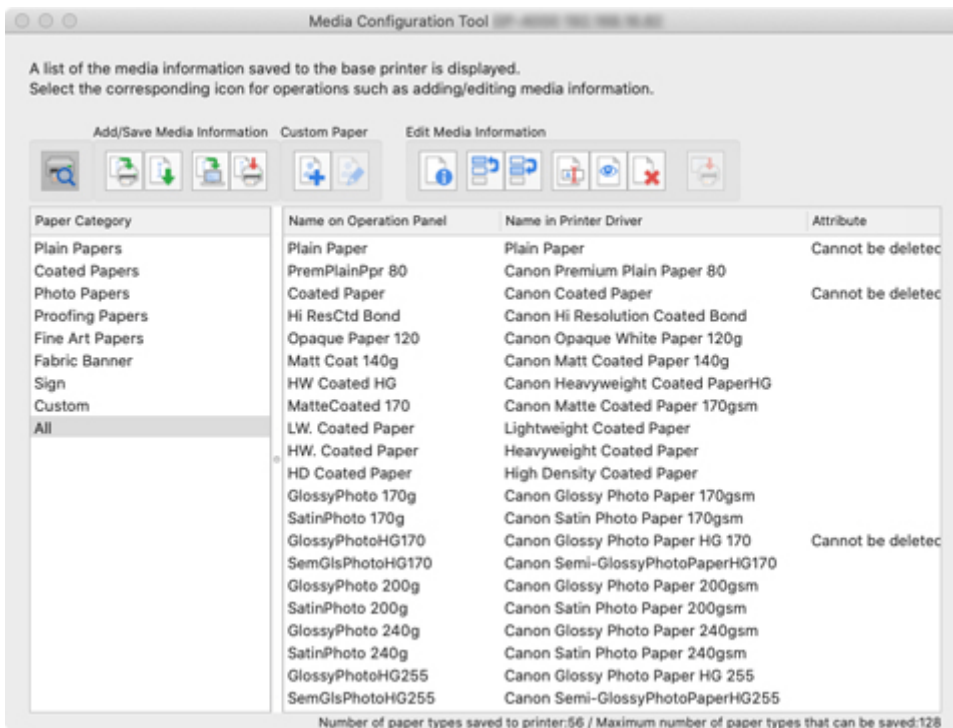 Media Configuration Tool
A list of the media information saved to the base printer is displayed.
Select the corresponding icon for operations such as adding/editing media information.
Add/Save Media Information Custom Paper Edit Media Information
Paper Category Name on Operation Panel Name in Printer Driver Attribute
Plain Papers Plain Paper Plain Paper Cannot be deleted
Coated Papers PremPlainPpr 80 Canon Premium Plain Paper 80
Photo Papers Coated Paper Canon Coated Paper Cannot be deleted
Proofing Papers Hi ResCtd Bond Canon Hi Resolution Coated Bond
Fine Art Papers Opaque Paper 120 Canon Opaque White Paper 120g
Fabric Banner Matt Coat 140g Canon Matt Coated Paper 140g
Sign HW Coated HG Canon Heavyweight Coated PaperHG
Custom MatteCoated 170 Canon Matte Coated Paper 170gsm
All LW. Coated Paper Lightweight Coated Paper
HW. Coated Paper Heavyweight Coated Paper
HD Coated Paper High Density Coated Paper
GlossyPhoto 170g Canon Glossy Photo Paper 170gsm
SatinPhoto 170g Canon Satin Photo Paper 170gsm
GlossyPhotoHG170 Canon Glossy Photo Paper HG 170 Cannot be deleted
SemGlsPhotoHG170 Canon Semi-GlossyPhotoPaperHG170
GlossyPhoto 200g Canon Glossy Photo Paper 200gsm
SatinPhoto 200g Canon Satin Photo Paper 200gsm
GlossyPhoto 240g Canon Glossy Photo Paper 240gsm
SatinPhoto 240g Canon Satin Photo Paper 240gsm
GlossyPhotoHG255 Canon Glossy Photo Paper HG 255
SemGlsPhotoHG255 Canon Semi-GlossyPhotoPaperHG255
Number of paper types saved to printer:56 / Maximum number of paper types that can be saved:128